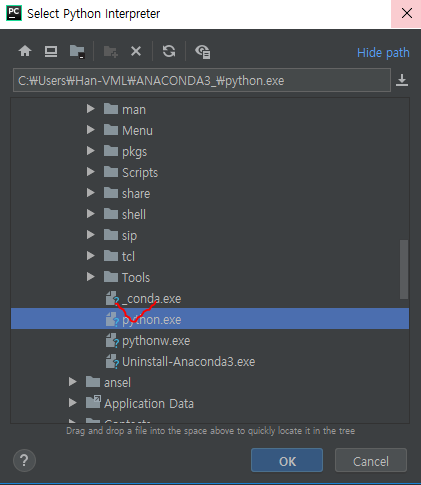 PC
Select Python Interpreter
Hide path
C:₩Users₩Han-VML₩ANACONDA3_₩python.exe
man
Menu
pkgs
Scripts
share
shell
sip
tcl
Tools
_conda.exe
python.exe
pythonw.exe
Uninstall-Anaconda3.exe
ansel
Application Data
Drag and drop a file into the space above to quickly locate it in the tree
?
OK
Cancel